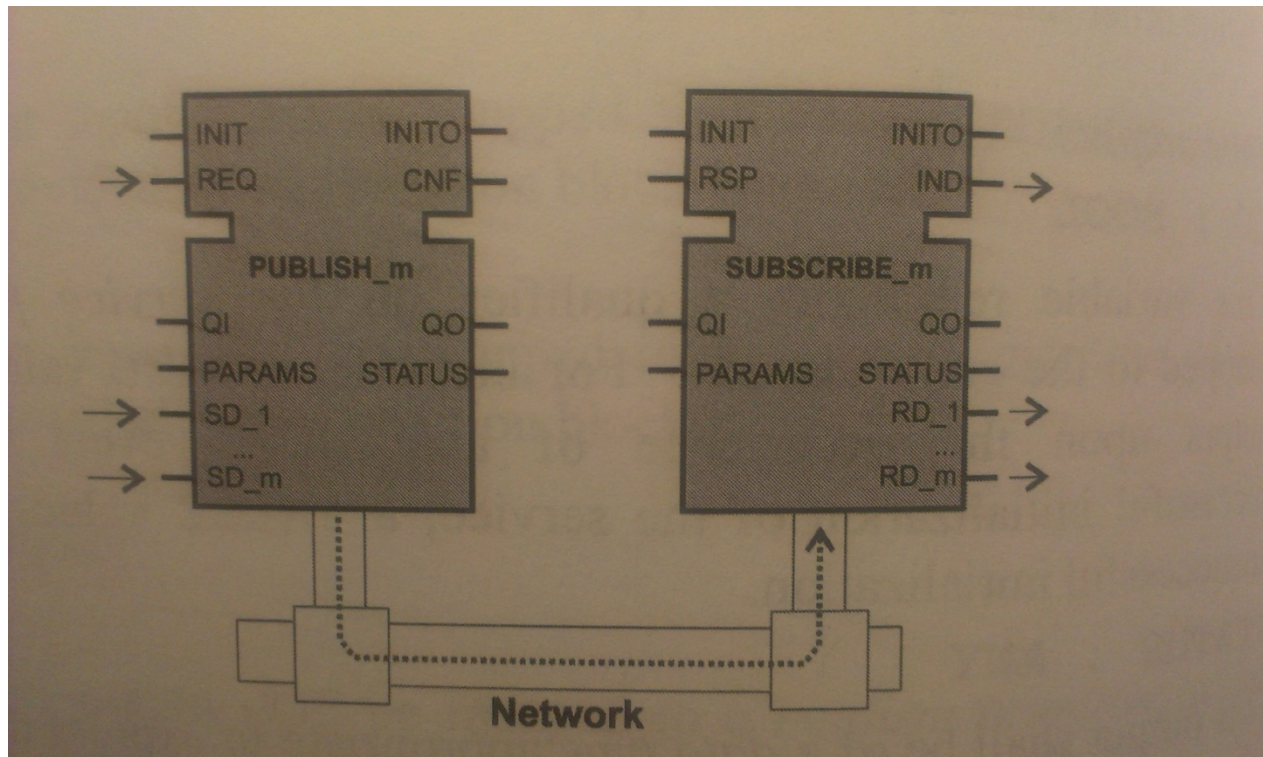 INIT INITO
REQ CNF
PUBLISH_m
QI QO
PARAMS STATUS
SD_1
...
SD_m
INIT INITO
RSP IND
SUBSCRIBE_m
QI QO
PARAMS STATUS
RD_1
...
RD_m
Network